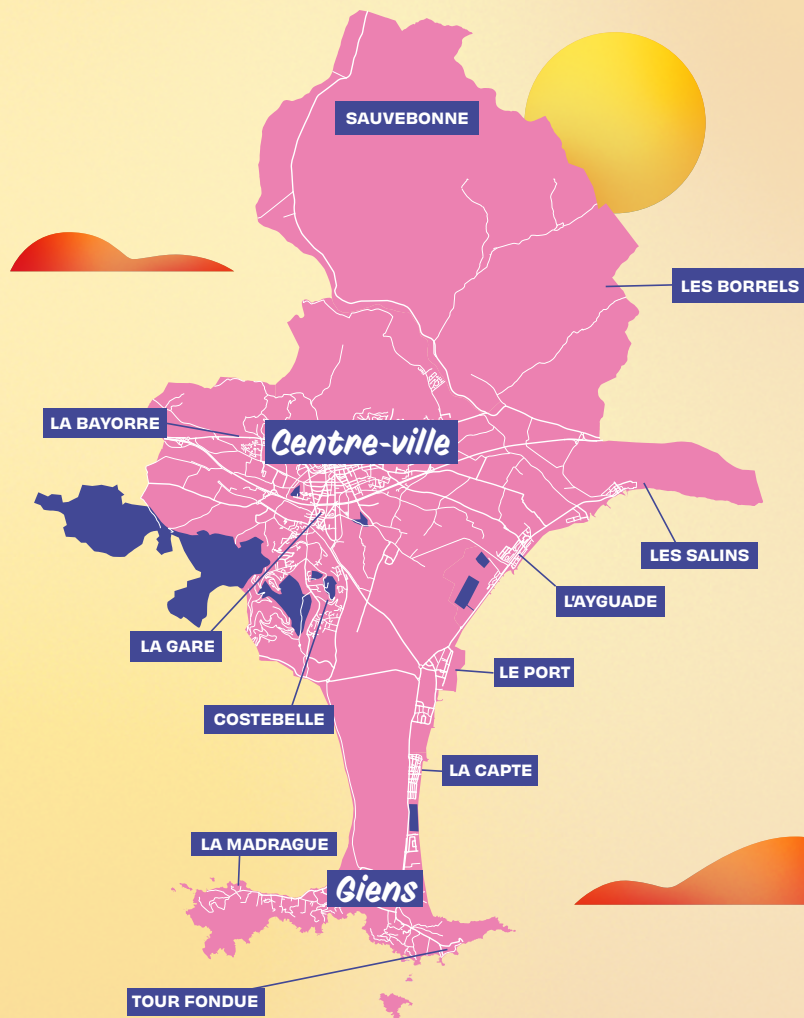 SAUVEBONNE
LES BORRELS
LA BAYORRE
Centre-ville
LES SALINS
L'AYGUADE
LA GARE
LE PORT
COSTEBELLE
LA CAPTE
LA MADRAGUE
Giens
TOUR FONDUE